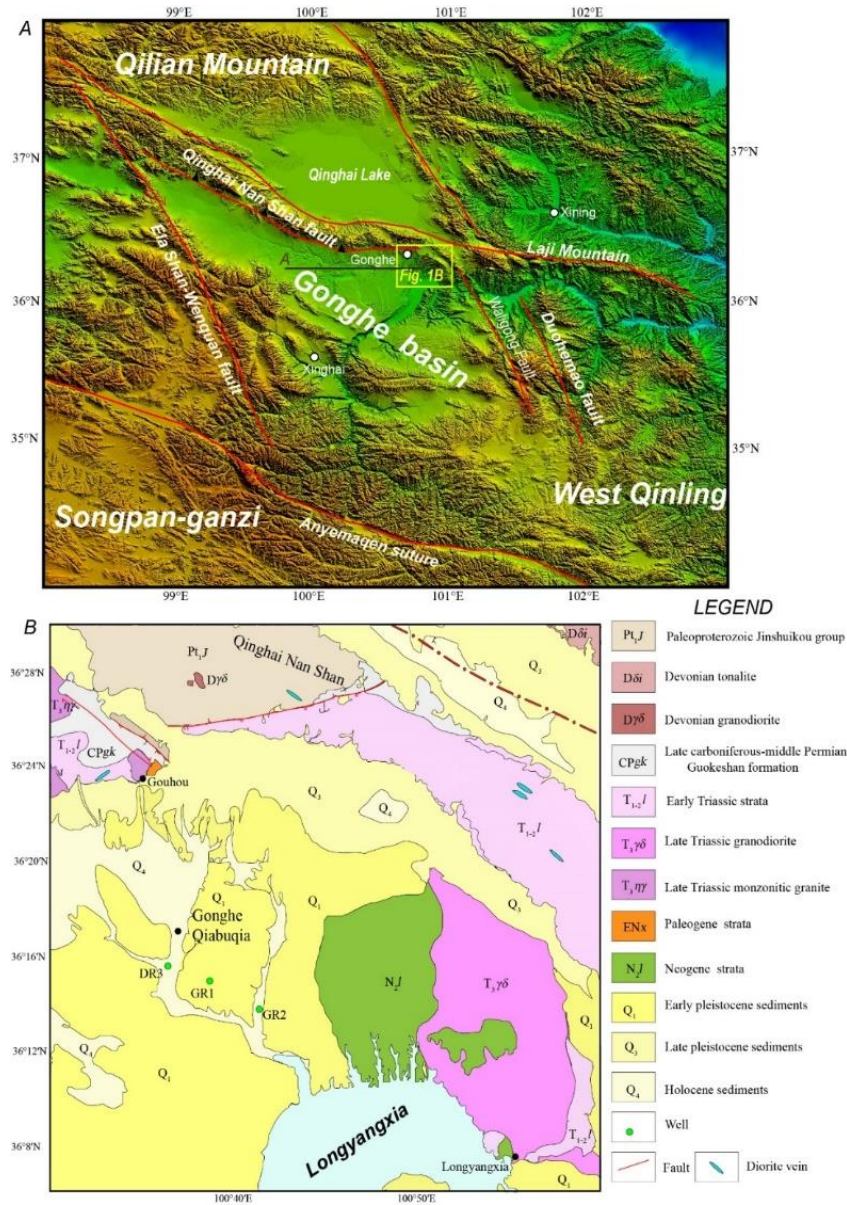 A
99°E
100°E
101°E
102°E
Qilian Mountain
37°N
37°N
Qinghai Lake
Qinghai Nan Shan fault
Xining
Ela Shan-Wenquan fault
Laji Mountain
Gonghe
A
Fig. 1B
36°N
36°N
Gonghe basin
Waligong Fault
Duohemao fault
Xinghai
35°N
35°N
West Qinling
Songpan-ganzi
Anyemaqen suture
99°E
100°E
101°E
102°E
B
LEGEND
36°28'N
36°24'N
36°20'N
36°16'N
36°12'N
36°8'N
Pt₁J
Qinghai Nan Shan
Dδi
Q₃
Dγδ
Q₄
T₃ηγ
T₁₋₂l
CPgk
Gouhou
Q₃
Q₄
T₁₋₂l
Q₄
Q₁
Q₁
Q₃
Gonghe
Qiabuqia
DR3
GR1
GR2
N₂l
T₃γδ
Q₄
Q₁
Longyangxia
T₁₋₂l
Longyangxia
Q₁
100°40'E
100°50'E
Pt₁J Paleoproterozoic Jinshuikou group
Dδi Devonian tonalite
Dγδ Devonian granodiorite
CPgk Late carboniferous-middle Permian
Guokeshan formation
T₁₋₂l Early Triassic strata
T₃γδ Late Triassic granodiorite
T₃ηγ Late Triassic monzonitic granite
ENx Paleogene strata
N₂l Neogene strata
Q₁ Early pleistocene sediments
Q₃ Late pleistocene sediments
Q₄ Holocene sediments
Well
Fault
Diorite vein